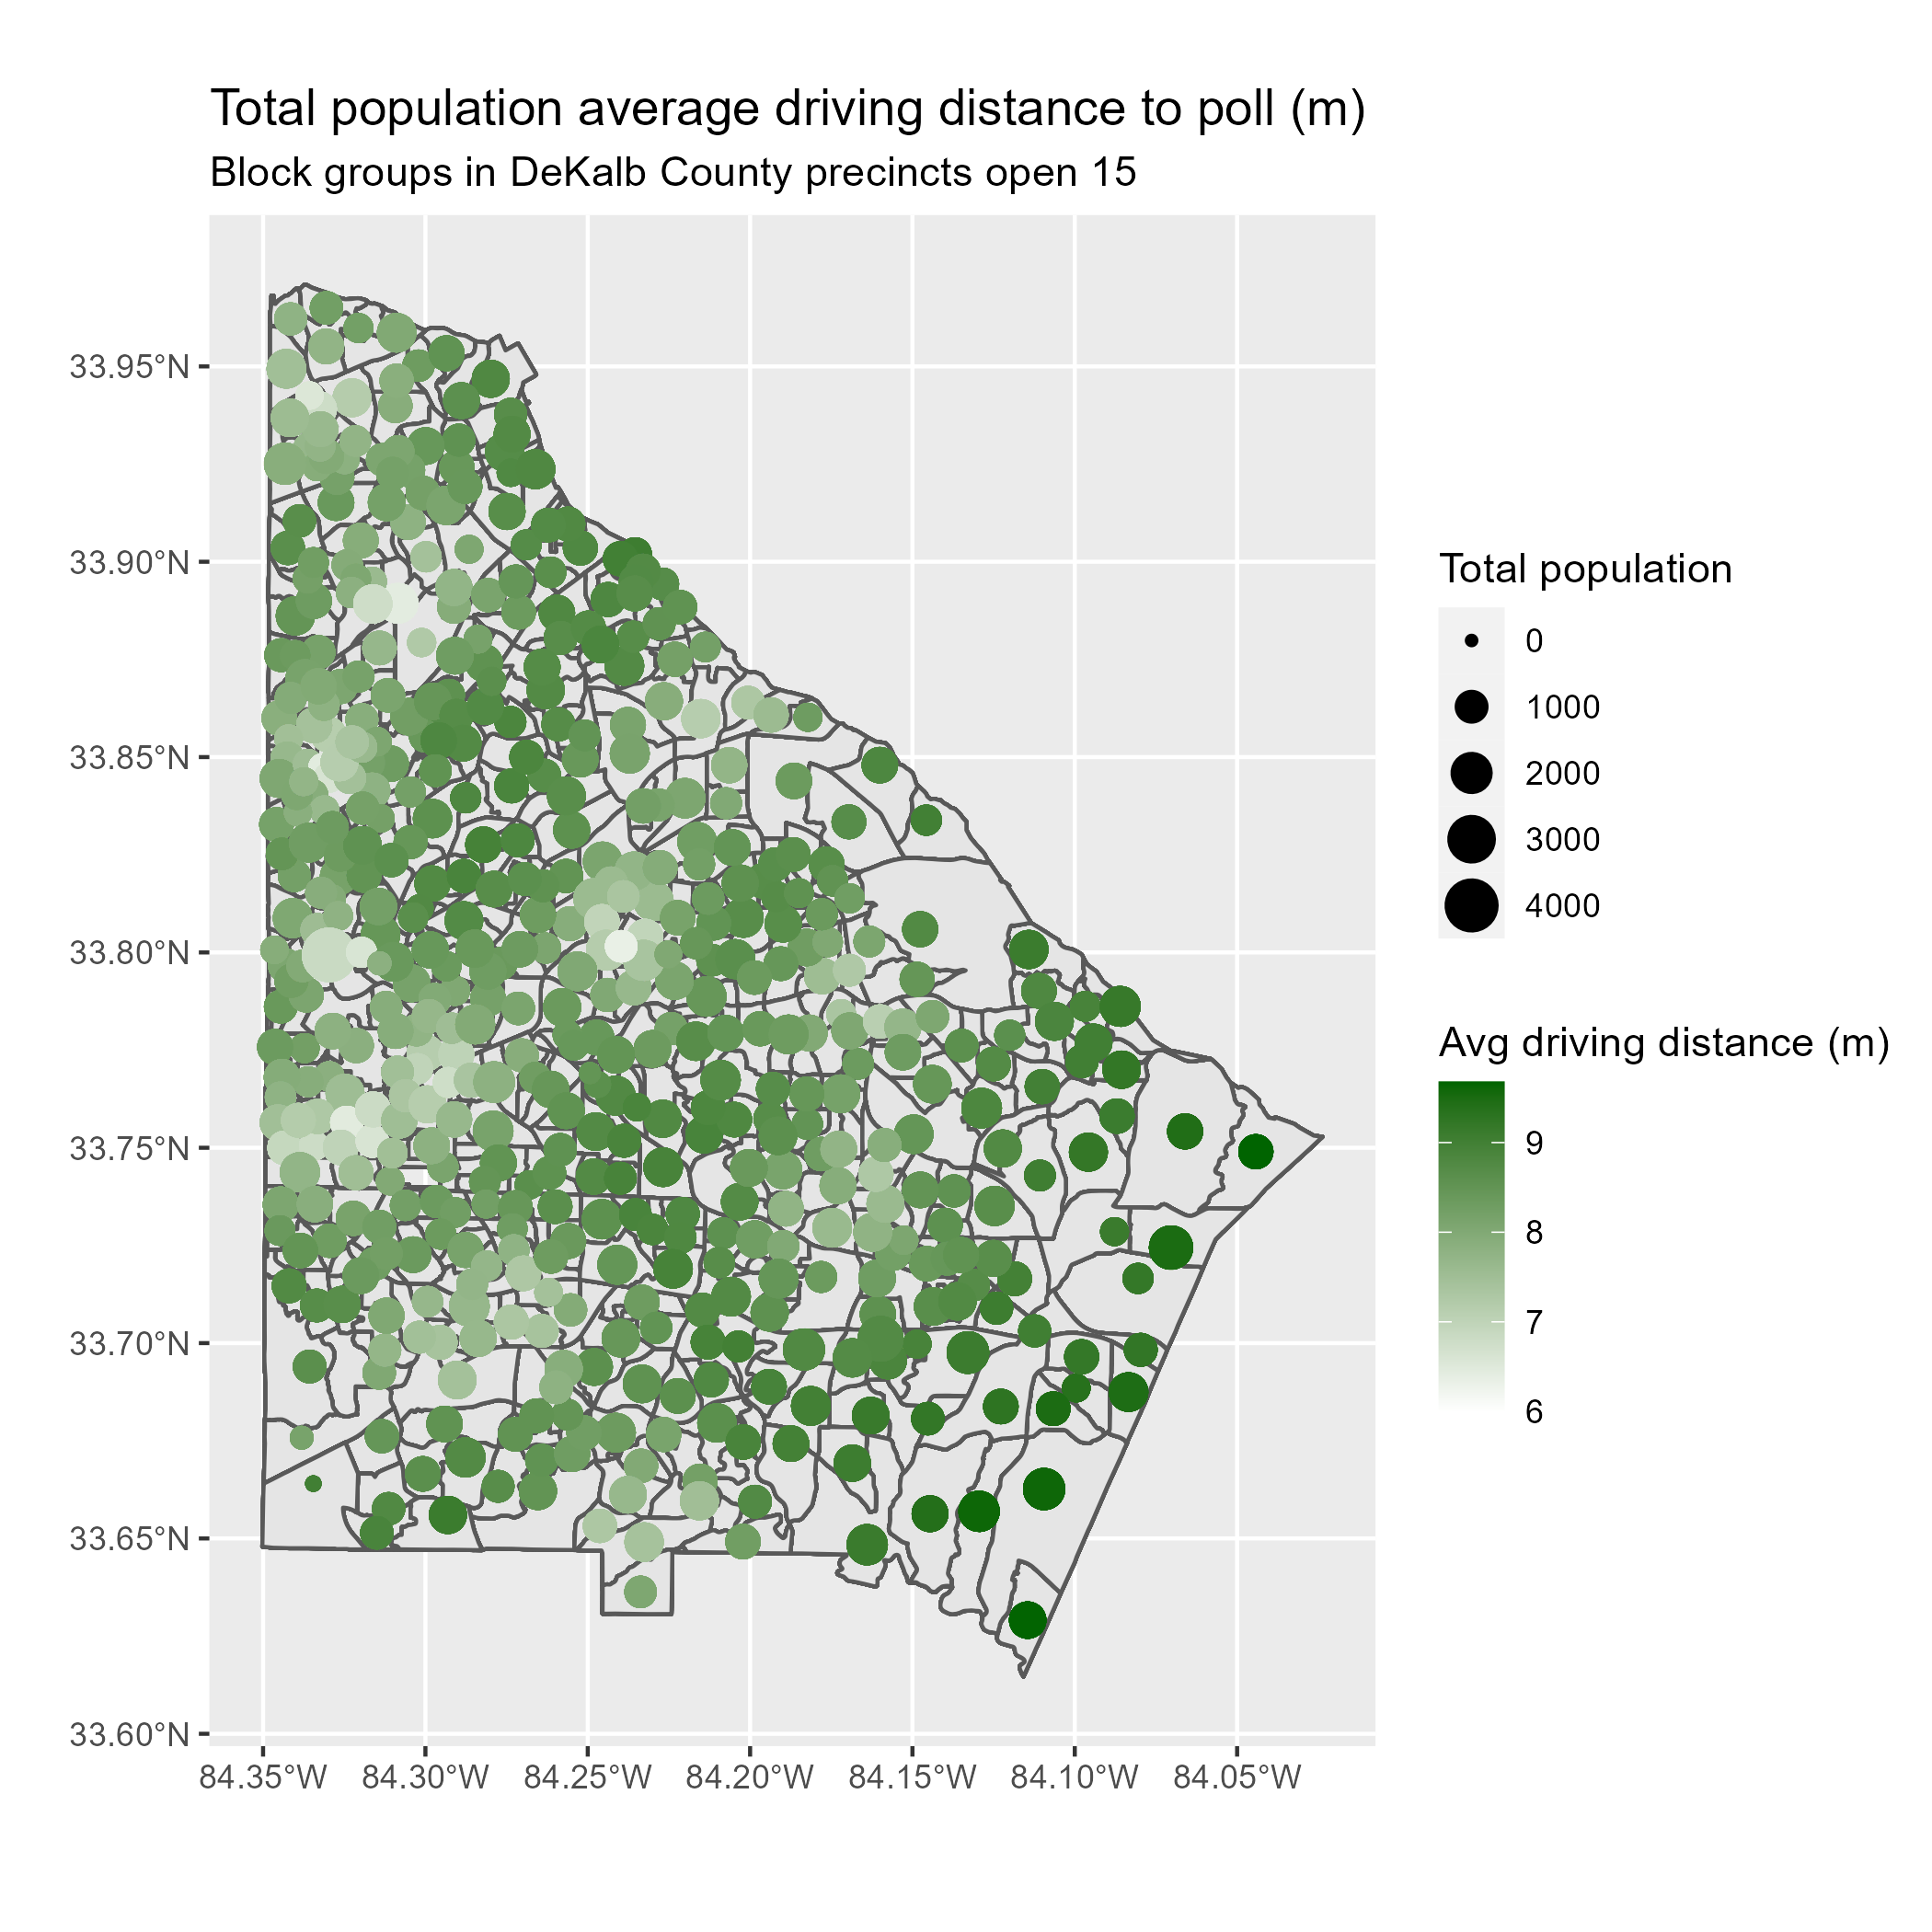 Total population average driving distance to poll (m)
Block groups in DeKalb County precincts open 15
33.95°N
33.90°N
33.85°N
33.80°N
33.75°N
33.70°N
33.65°N
33.60°N
84.35°W 84.30°W 84.25°W 84.20°W 84.15°W 84.10°W 84.05°W
Total population
0
1000
2000
3000
4000
Avg driving distance (m)
9
8
7
6